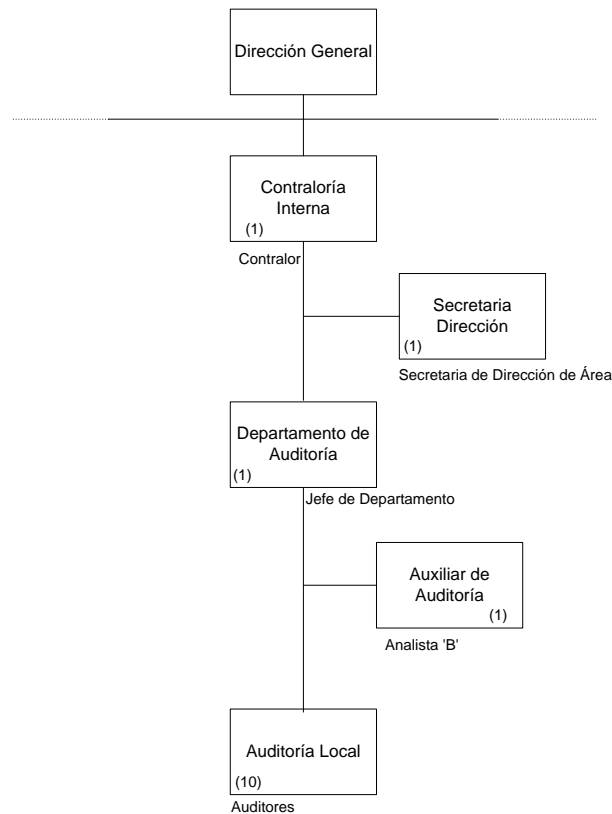 Dirección General
Contraloría
Interna
(1)
Contralor
Secretaria
Dirección
(1)
Secretaria de Dirección de Área
Departamento de
Auditoría
(1)
Jefe de Departamento
Auxiliar de
Auditoría
(1)
Analista 'B'
Auditoría Local
(10)
Auditores